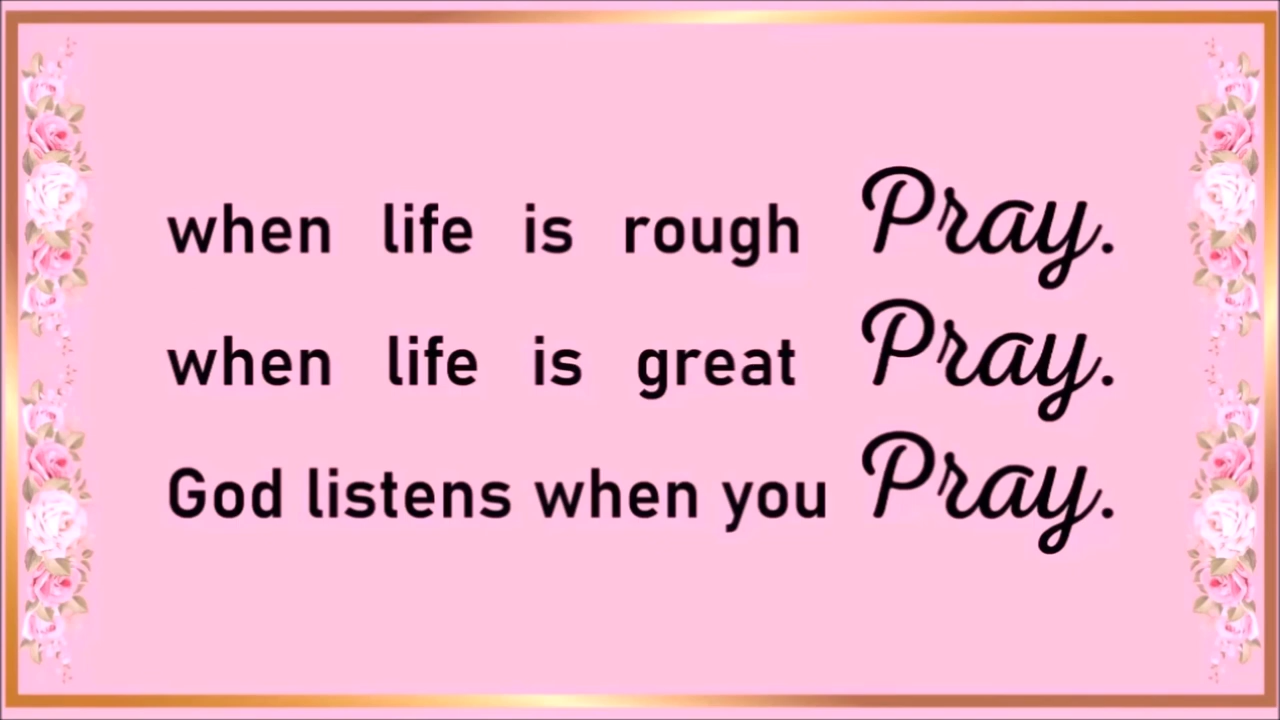 when life is rough Pray.
when life is great Pray.
God listens when you Pray.